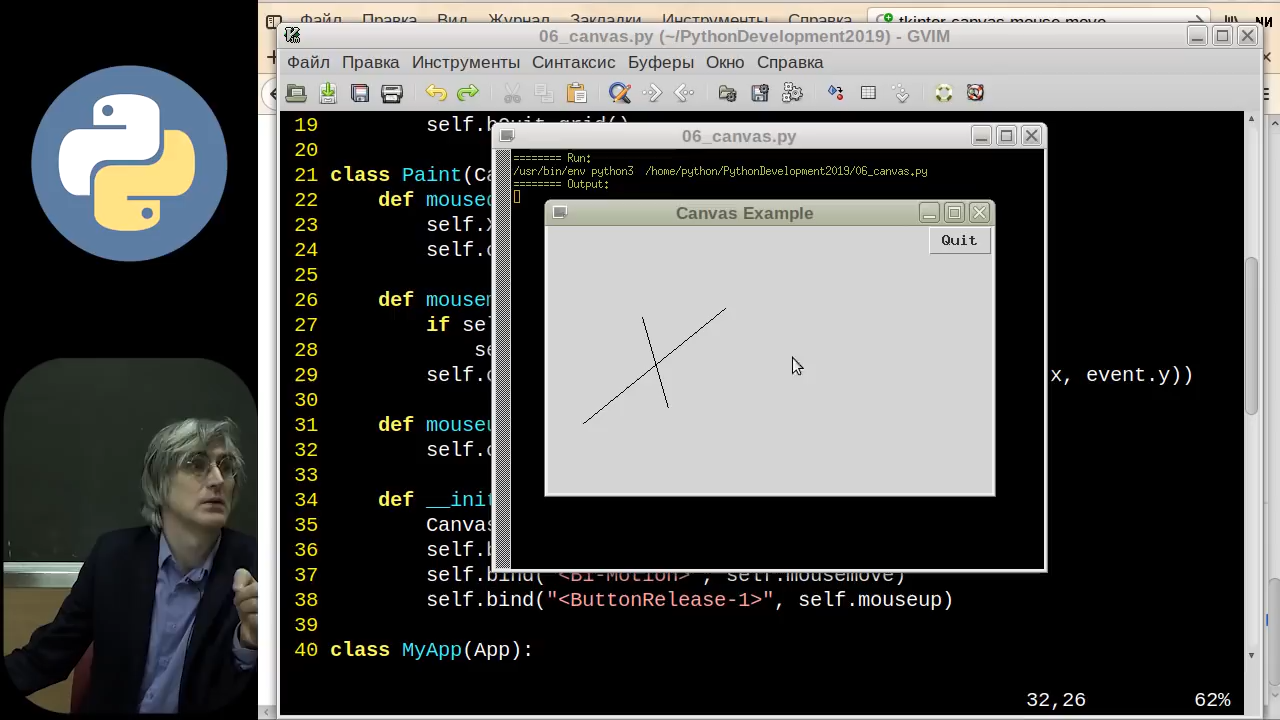 Файл Правка Вид Журнал Закладки Инструменты Справка
tkinter canvas mouse move
06_canvas.py (~/PythonDevelopment2019) - GVIM
Файл Правка Инструменты Синтаксис Буферы Окно Справка
19 self.bQuit.grid()
20
21 class Paint(Ca
22 def mousedo
23 self.X
24 self.c
25
26 def mousem
27 if sel
28 se
29 self.c x, event.y))
30
31 def mouseu
32 self.c
33
34 def __init
35 Canvas
36 self.b
37 self.bind("<B1-Motion>", self.mousemove)
38 self.bind("<ButtonRelease-1>", self.mouseup)
39
40 class MyApp(App):
32,26 62%
06_canvas.py
======== Run:
/usr/bin/env python3 /home/python/PythonDevelopment2019/06_canvas.py
======== Output:
Canvas Example
Quit